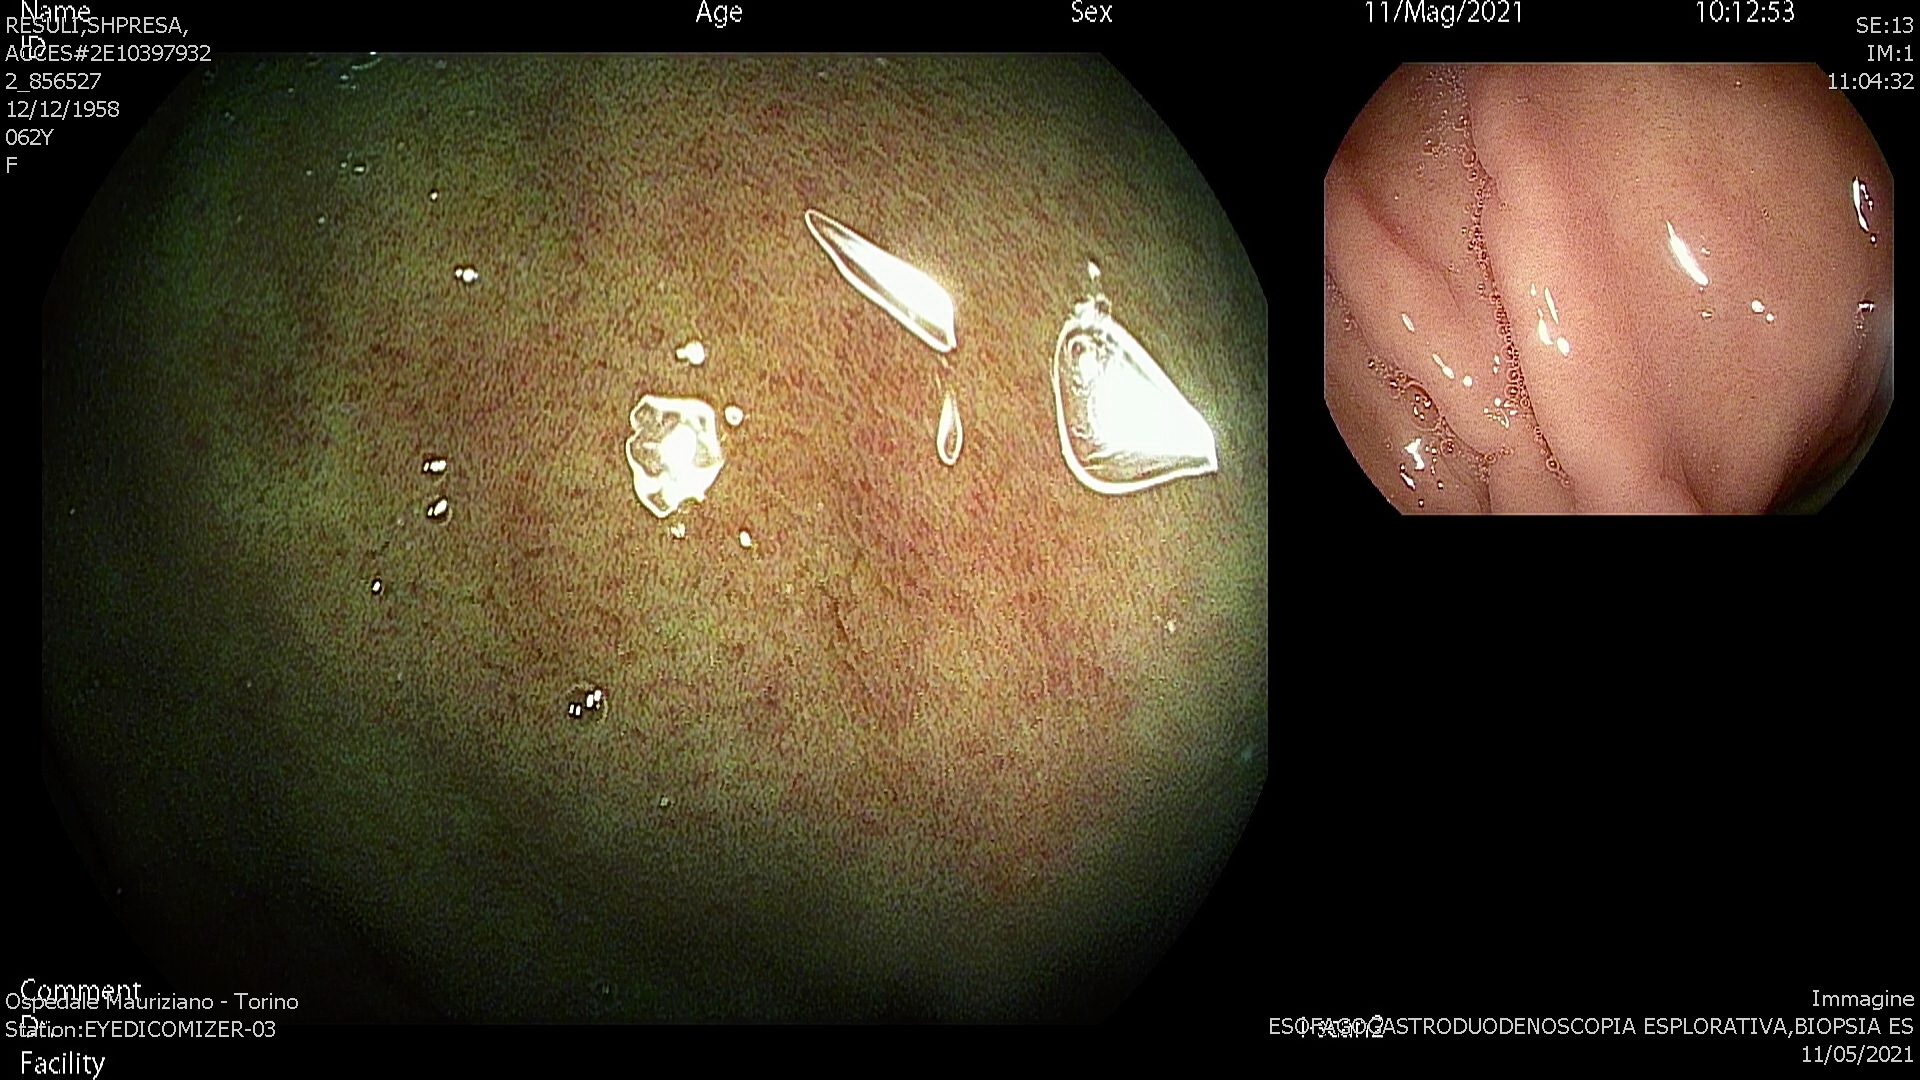 Name Age Sex 11/Mag/2021 10:12:53
RESULI,SHPRESA, SE:13
ID
ACCES#2E10397932 IM:1
2_856527 11:04:32
12/12/1958
062Y
F
Comment
Ospedale Mauriziano - Torino Immagine
Dr.
Station:EYEDICOMIZER-03 ESOFAGOGASTRODUODENOSCOPIA ESPLORATIVA,BIOPSIA ES
Facility 11/05/2021